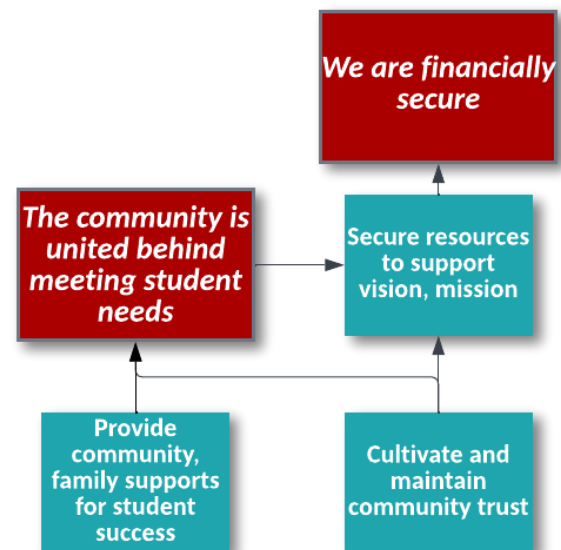 We are financially
secure
The community is
united behind
meeting student
needs
Secure resources
to support
vision, mission
Provide
community,
family supports
for student
success
Cultivate and
maintain
community trust